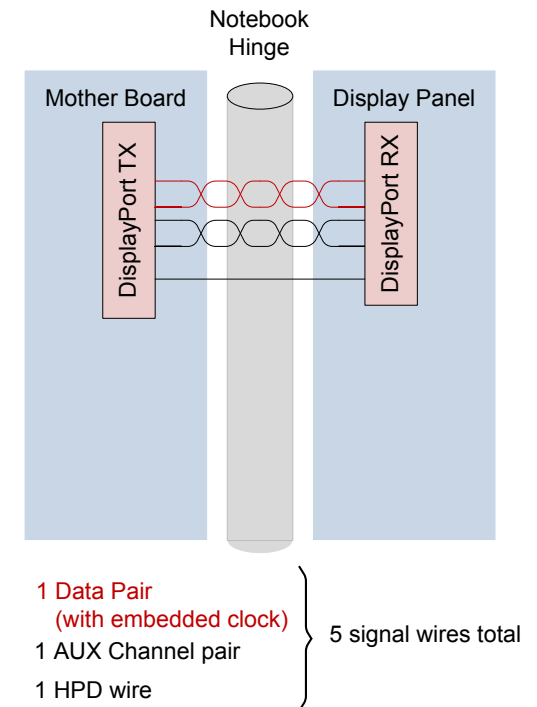 Notebook
Hinge
Mother Board
Display Panel
DisplayPort TX
DisplayPort RX
1 Data Pair
(with embedded clock)
1 AUX Channel pair
1 HPD wire
5 signal wires total